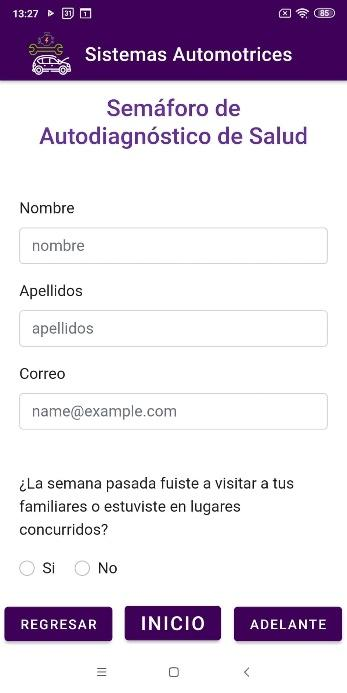 13:27 31 1 85
Sistemas Automotrices
Semáforo de
Autodiagnóstico de Salud
Nombre
nombre
Apellidos
apellidos
Correo
name@example.com
¿La semana pasada fuiste a visitar a tus
familiares o estuviste en lugares
concurridos?
Si No
REGRESAR INICIO ADELANTE